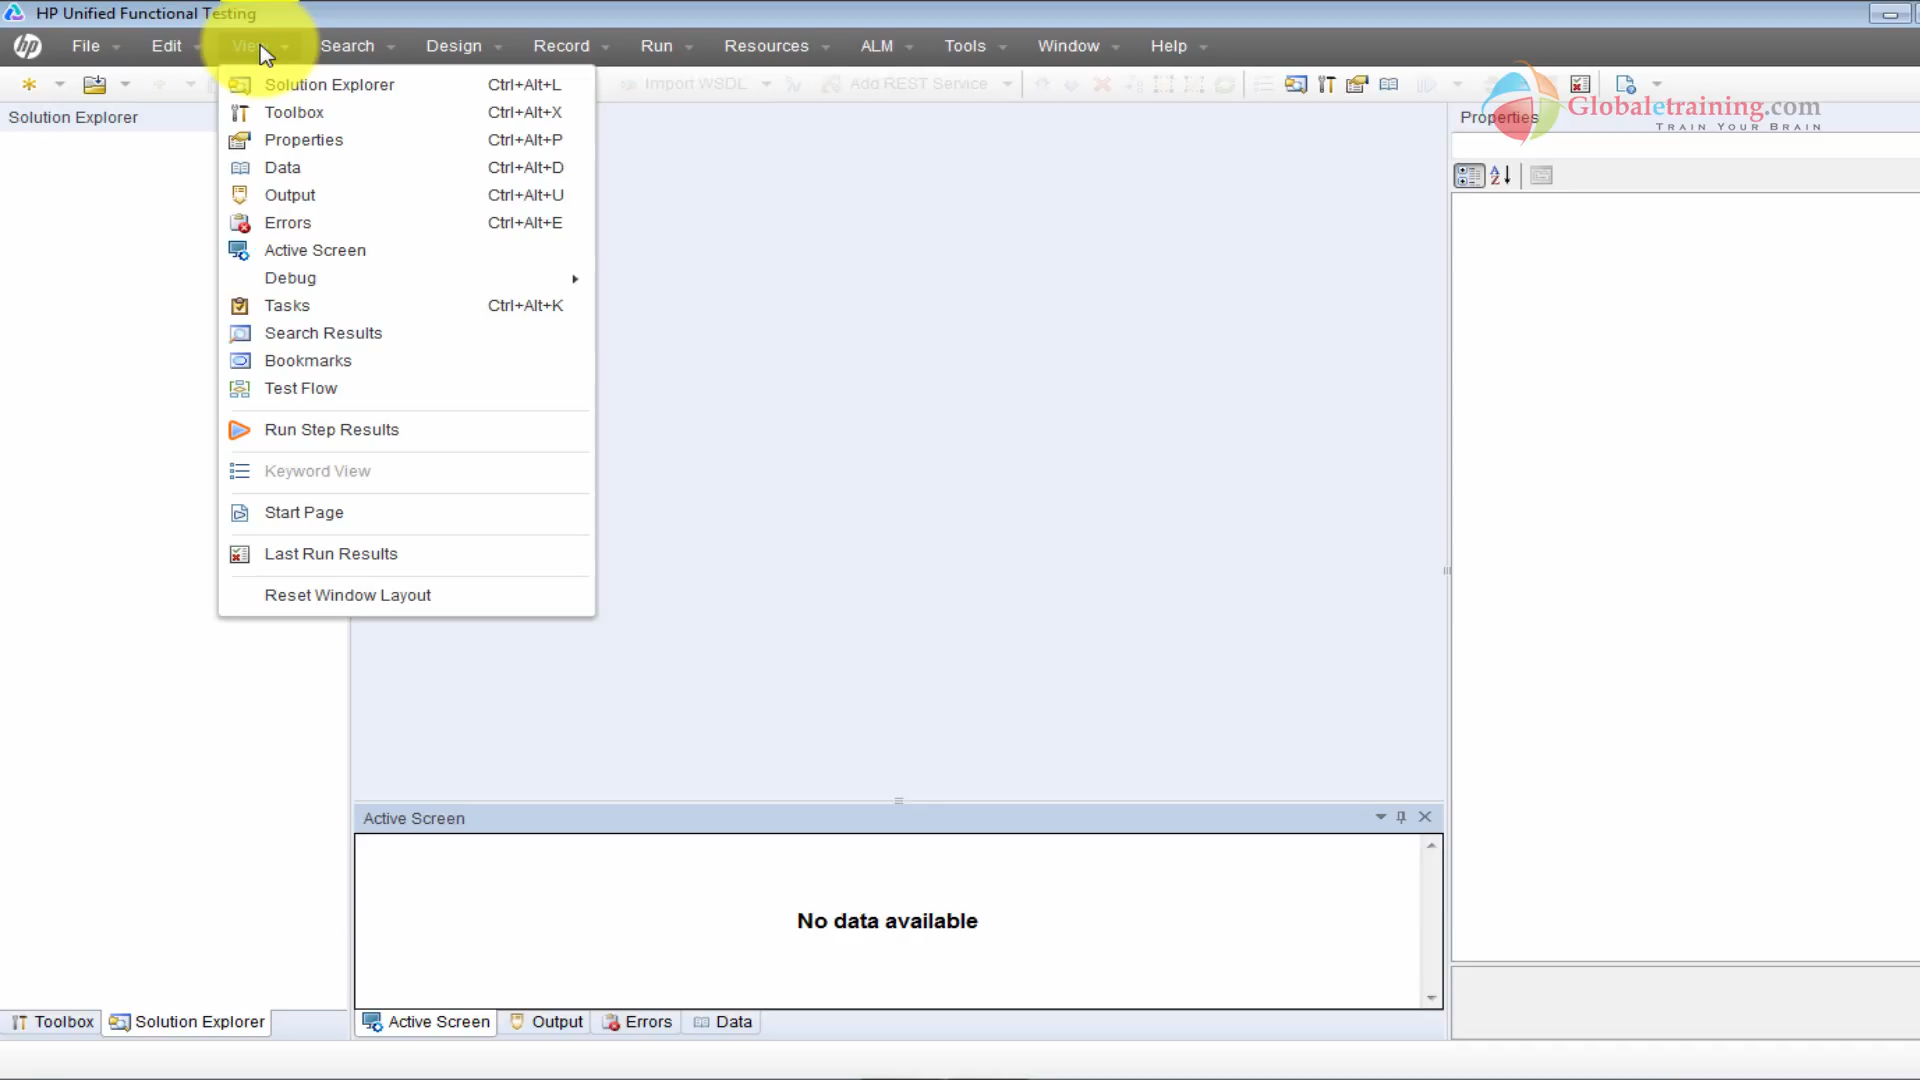 HP Unified Functional Testing
File Edit View Search Design Record Run Resources ALM Tools Window Help
Import WSDL Add REST Service
Globaletraining.com
TRAIN YOUR BRAIN
Solution Explorer
Properties
Solution Explorer Ctrl+Alt+L
Toolbox Ctrl+Alt+X
Properties Ctrl+Alt+P
Data Ctrl+Alt+D
Output Ctrl+Alt+U
Errors Ctrl+Alt+E
Active Screen
Debug
Tasks Ctrl+Alt+K
Search Results
Bookmarks
Test Flow
Run Step Results
Keyword View
Start Page
Last Run Results
Reset Window Layout
Active Screen
No data available
Toolbox Solution Explorer Active Screen Output Errors Data